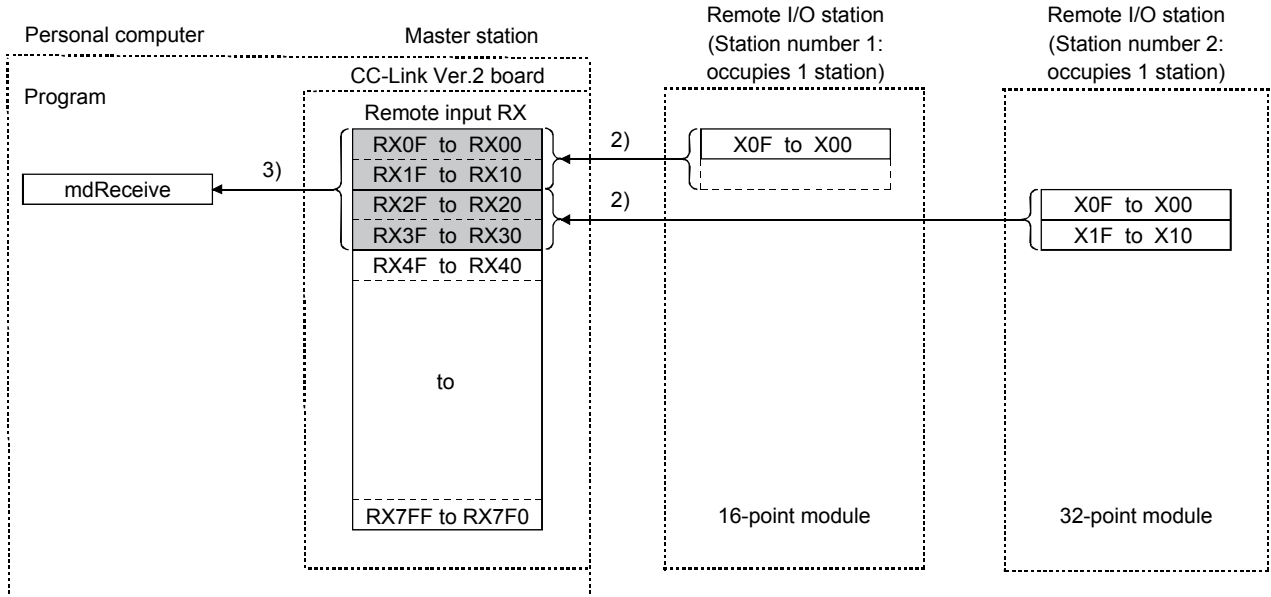 Personal computer
Master station
Remote I/O station
(Station number 1:
occupies 1 station)
Remote I/O station
(Station number 2:
occupies 1 station)
Program
CC-Link Ver.2 board
Remote input RX
RX0F to RX00
RX1F to RX10
RX2F to RX20
RX3F to RX30
RX4F to RX40
to
RX7FF to RX7F0
mdReceive
3)
2)
2)
X0F to X00
16-point module
X0F to X00
X1F to X10
32-point module